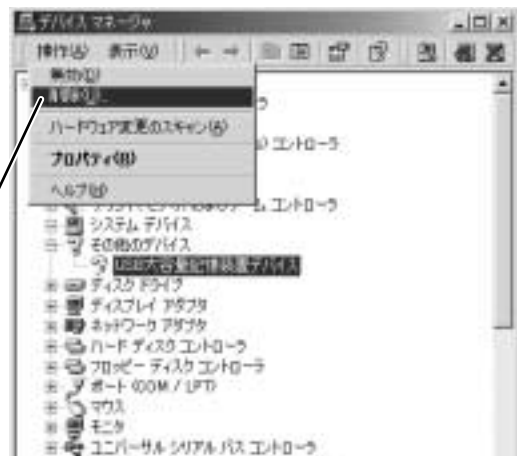 デバイス マネージャ
操作(A) 表示(V)
無効(D)
削除(U)...
ハードウェア変更のスキャン(A)
プロパティ(R)
ヘルプ(H)
コントローラ
コントローラ
システム デバイス
その他のデバイス
USB大容量記憶装置デバイス
ディスク ドライブ
ディスプレイ アダプタ
ネットワーク アダプタ
ハード ディスク コントローラ
フロッピー ディスク コントローラ
ポート (COM / LPT)
マウス
モニタ
ユニバーサル シリアル バス コントローラ